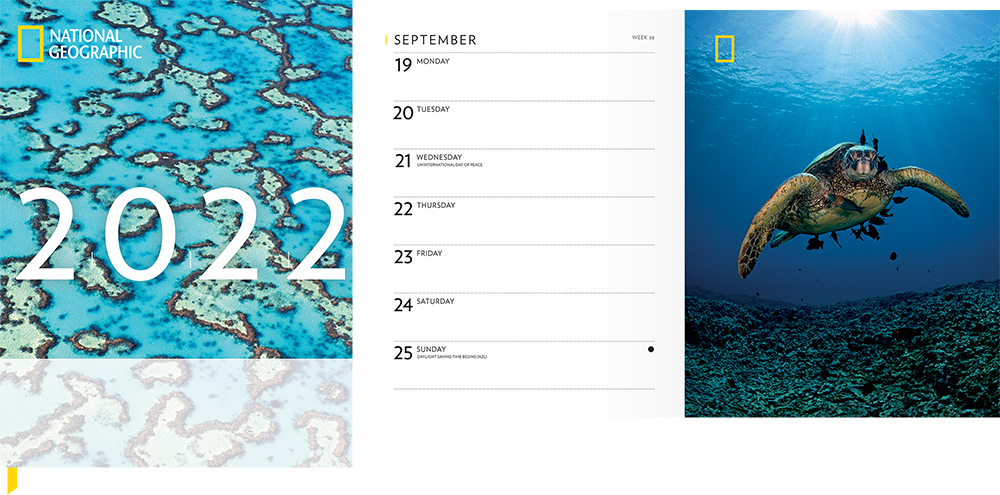 NATIONAL
GEOGRAPHIC
2022
SEPTEMBER
WEEK 38
19 MONDAY
20 TUESDAY
21 WEDNESDAY
UN INTERNATIONAL DAY OF PEACE
22 THURSDAY
23 FRIDAY
24 SATURDAY
25 SUNDAY
DAYLIGHT SAVING TIME BEGINS (NZL)